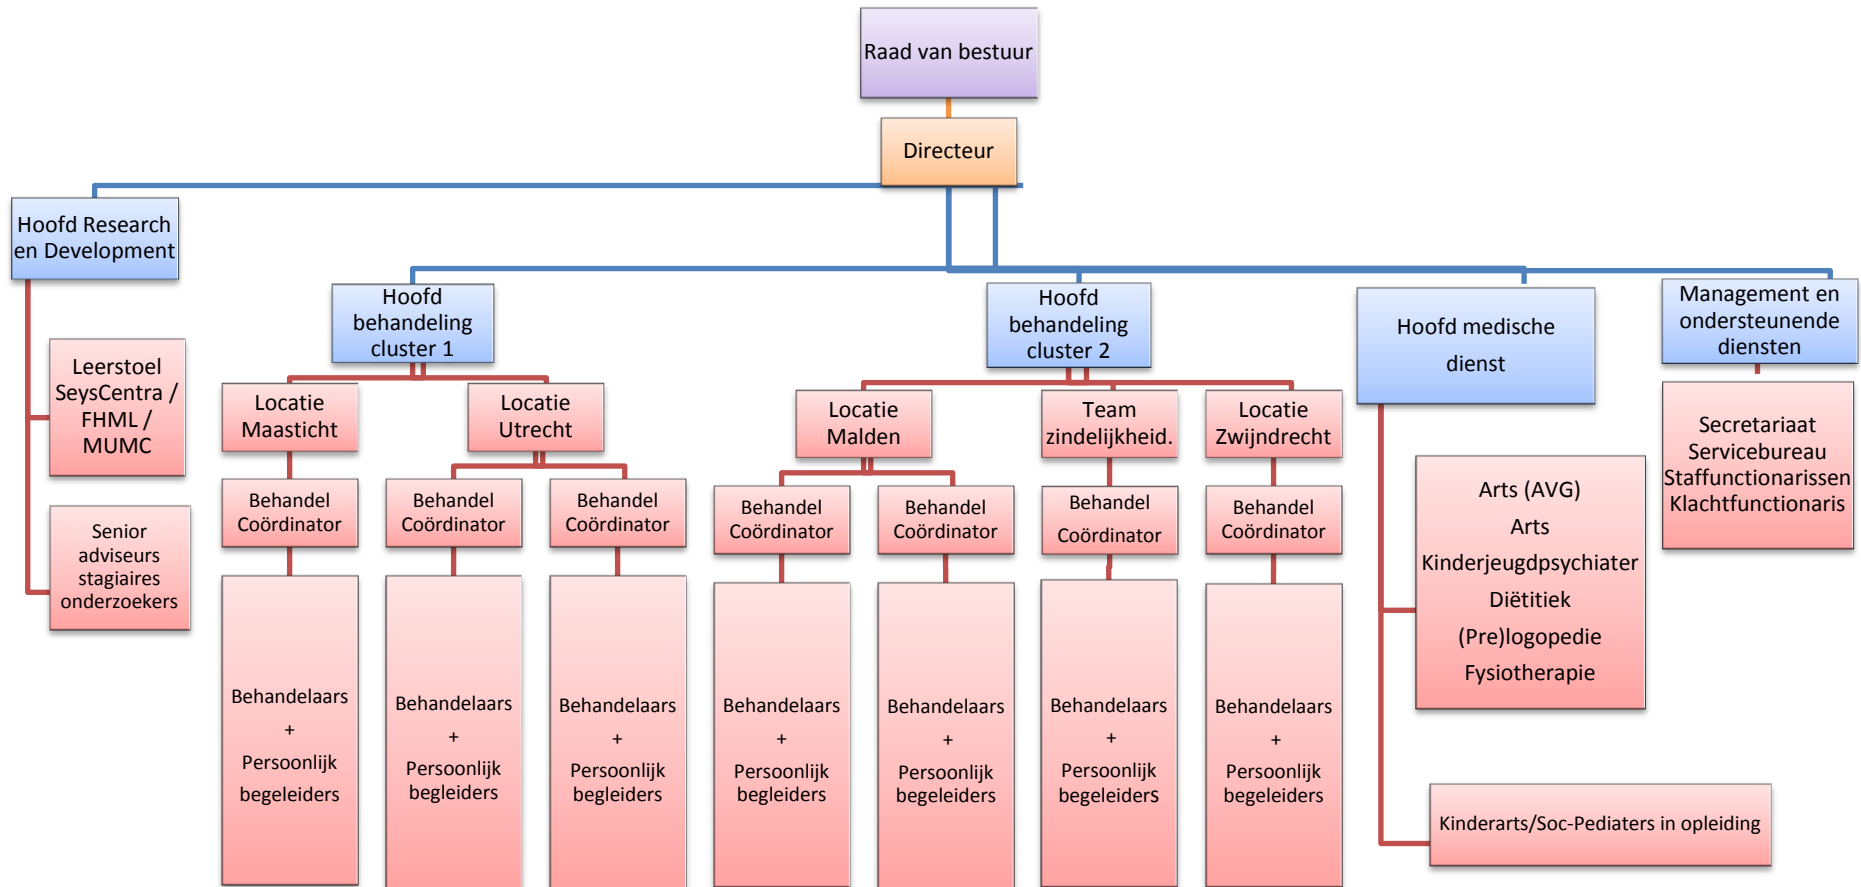 Raad van bestuur
Directeur
Hoofd Research
en Development
Leerstoel
SeysCentra /
FHML /
MUMC
Senior
adviseurs
stagiaires
onderzoekers
Hoofd
behandeling
cluster 1
Locatie
Maasticht
Behandel
Coördinator
Behandelaars
+
Persoonlijk
begeleiders
Locatie
Utrecht
Behandel
Coördinator
Behandelaars
+
Persoonlijk
begleiders
Behandel
Coördinator
Behandelaars
+
Persoonlijk
begleiders
Hoofd
behandeling
cluster 2
Locatie
Malden
Behandel
Coördinator
Behandelaars
+
Persoonlijk
begleiders
Behandel
Coördinator
Behandelaars
+
Persoonlijk
begeleiders
Team
zindelijkheid.
Behandel
Coördinator
Behandelaars
+
Persoonlijk
begeleiders
Locatie
Zwijndrecht
Behandel
Coördinator
Behandelaars
+
Persoonlijk
begeleiders
Hoofd medische
dienst
Arts (AVG)
Arts
Kinderjeugdpsychiater
Diëtitiek
(Pre)logopedie
Fysiotherapie
Kinderarts/Soc-Pediaters in opleiding
Management en
ondersteunende
diensten
Secretariaat
Servicebureau
Staffunctionarissen
Klachtfunctionaris